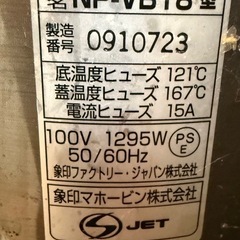 名 NP-VB18-型
製造
番号 0910723
底温度ヒューズ 121℃
蓋温度ヒューズ 167℃
電流ヒューズ 15A
100V 1295W
50/60Hz
PS
E
象印ファクトリー・ジャパン株式会社
象印マホービン株式会社
S JET